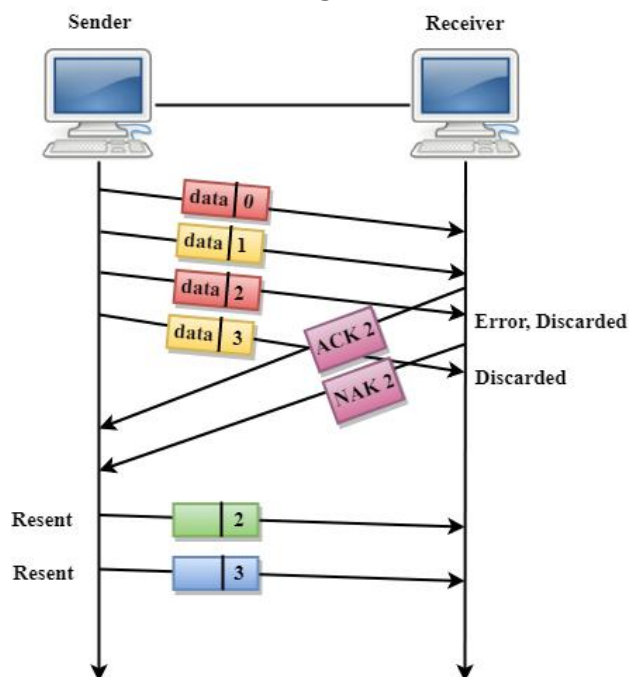 Sender
Receiver
data 0
data 1
data 2
data 3
ACK 2
Error, Discarded
NAK 2
Discarded
Resent
2
Resent
3